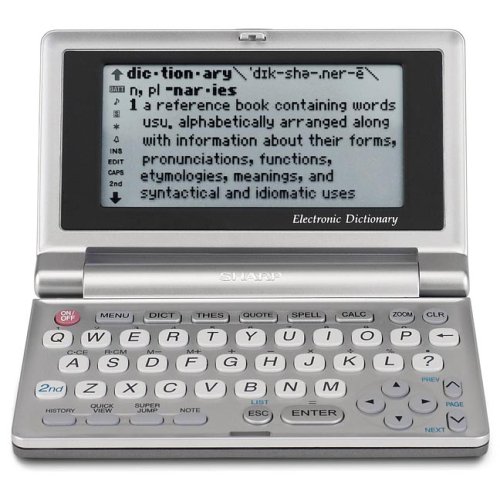 dic·tion·ary \ 'dɪk-shə-ˌner-ē \
BATT n, pl -nar·ies
1 a reference book containing words
usu. alphabetically arranged along
with information about their forms,
INS
EDIT pronunciations, functions,
CAPS etymologies, meanings, and
2nd
syntactical and idiomatic uses
Electronic Dictionary
SHARP
ON/OFF MENU DICT THES QUOTE SPELL CALC ZOOM CLR
Q W E R T Y U I O P ←
C·CE R·CM M− M+ − + × ÷
A S D F G H J K L ?
2nd Z X C V B N M
PREV
HISTORY QUICK VIEW SUPER JUMP NOTE LIST ESC ENTER PAGE
NEXT